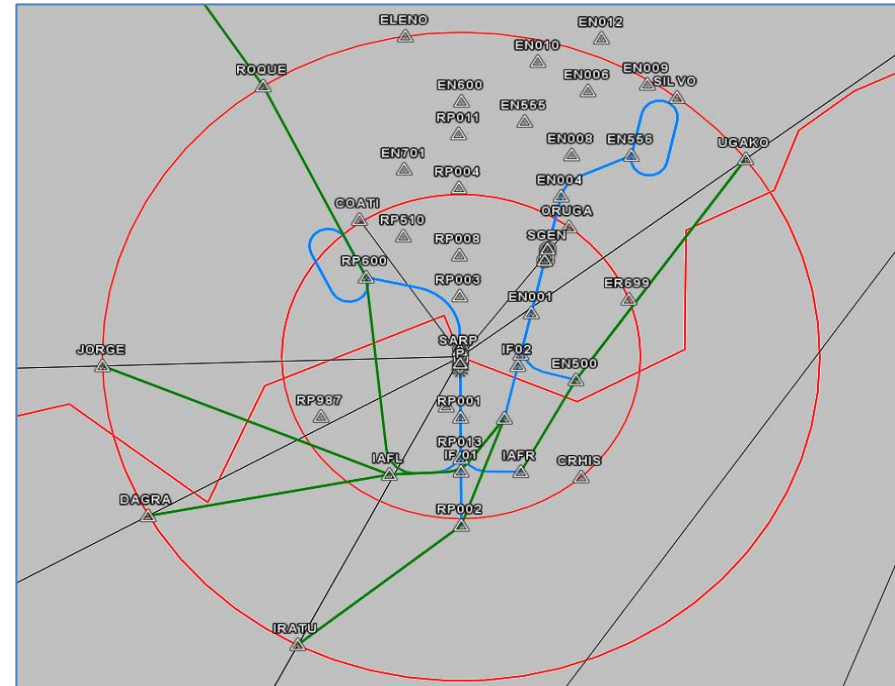 ELENO
EN012
EN010
ROQUE
EN009
SILVO
EN006
EN600
EN555
RP011
EN008
EN556
UGAKO
EN701
RP004
EN004
COATI
ORUGA
RP510
SGEN
RP008
RP600
ER699
RP003
EN001
SARP
IF02
JORGE
EN500
RP987
RP001
RP013
IAFL
IF01
IAFR
CRHIS
DAGRA
RP002
IRATU